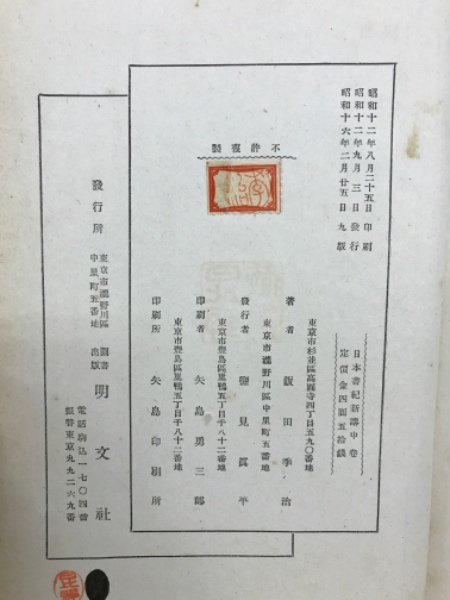 昭和十二年八月二十五日印刷
昭和十二年九月三日發行
昭和十六年二月廿五日九版
日本書紀新講中卷
定價金四圓五拾錢
不許複製
東京市杉並區高圓寺四丁目五九〇番地
著者 飯田季治
東京市瀧野川區中里町五番地
發行者 鹽見眞平
東京市豊島區巢鴨五丁目千八十二番地
印刷者 矢島勇三郎
東京市豊島區巢鴨五丁目千八十二番地
印刷所 矢島印刷所
發行所
東京市瀧野川區
中里町五番地
圖書
出版
明文社
電話駒込一七〇四番
振替東京九九二六九番